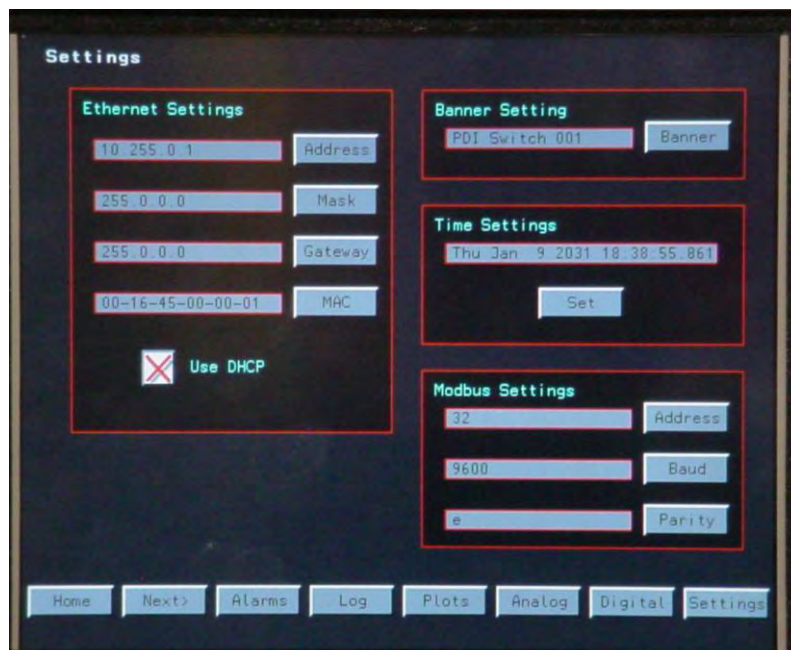 Settings
Ethernet Settings
10.255.0.1 Address
255.0.0.0 Mask
255.0.0.0 Gateway
00-16-45-00-00-01 MAC
Use DHCP
Banner Setting
PDI Switch 001 Banner
Time Settings
Thu Jan 9 2031 18:38:55.861
Set
Modbus Settings
32 Address
9600 Baud
e Parity
Home Next> Alarms Log Plots Analog Digital Settings